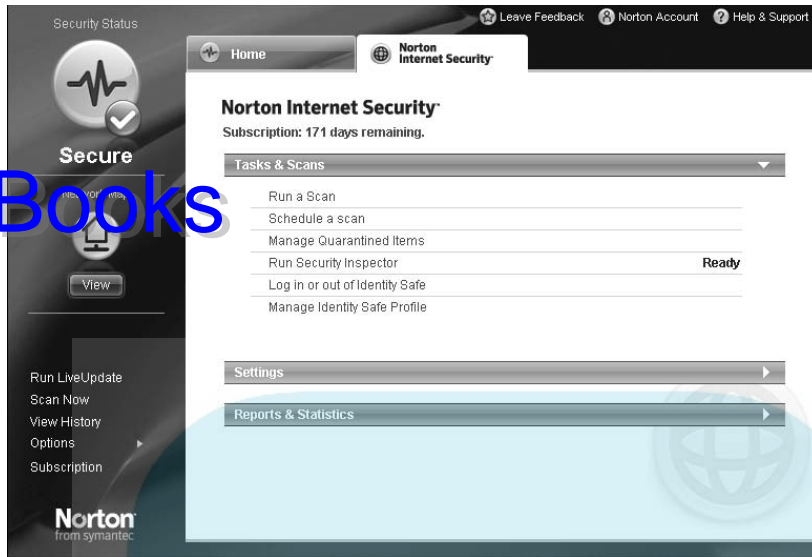 Security Status
Leave Feedback
Norton Account
Help & Support
Home
Norton
Internet Security
Norton Internet Security
Subscription: 171 days remaining.
Secure
Tasks & Scans
Books
Network Map
Run a Scan
Schedule a scan
Manage Quarantined Items
Run Security Inspector Ready
Log in or out of Identity Safe
Manage Identity Safe Profile
View
Settings
Run LiveUpdate
Scan Now
View History
Options
Subscription
Reports & Statistics
Norton
from symantec